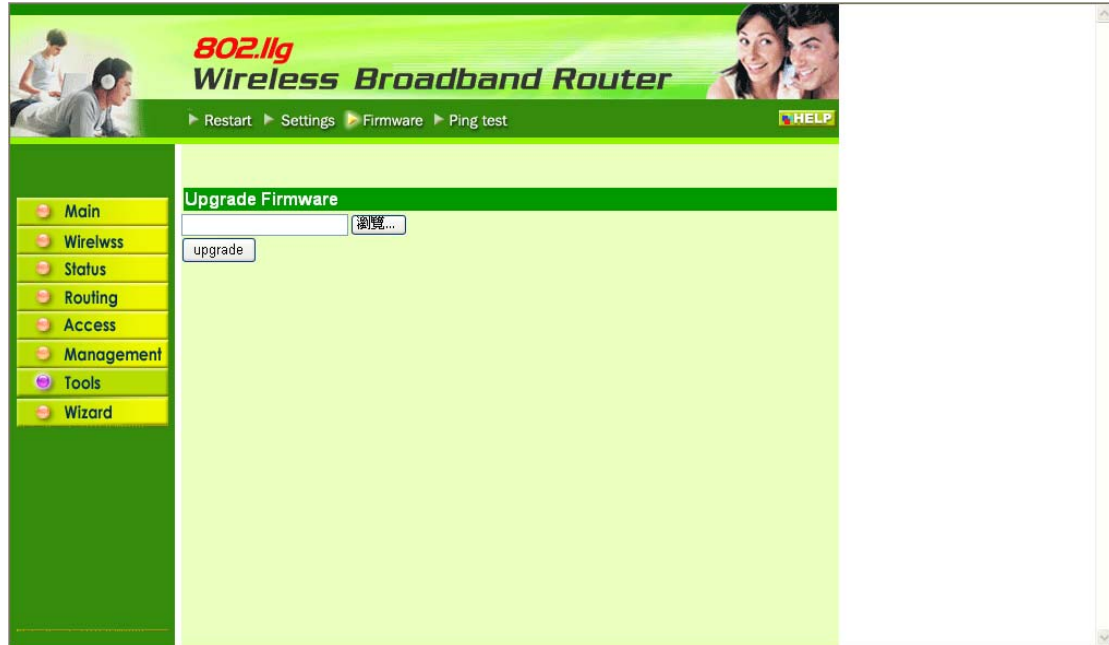 802.11g
Wireless Broadband Router
Restart Settings Firmware Ping test
HELP
Main
Wirelwss
Status
Routing
Access
Management
Tools
Wizard
Upgrade Firmware
瀏覽...
upgrade